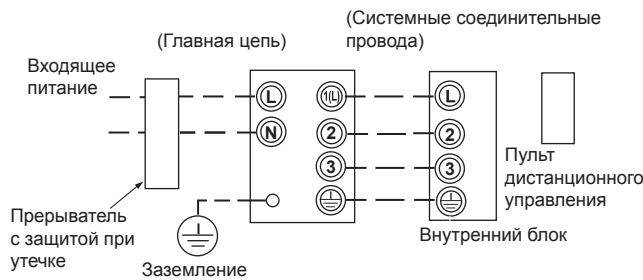 (Главная цепь)
(Системные соединительные
провода)
Входящее
питание
L
N
1(L)
2
3
L
2
3
Прерыватель
с защитой при
утечке
Заземление
Внутренний блок
Пульт
дистанционного
управления